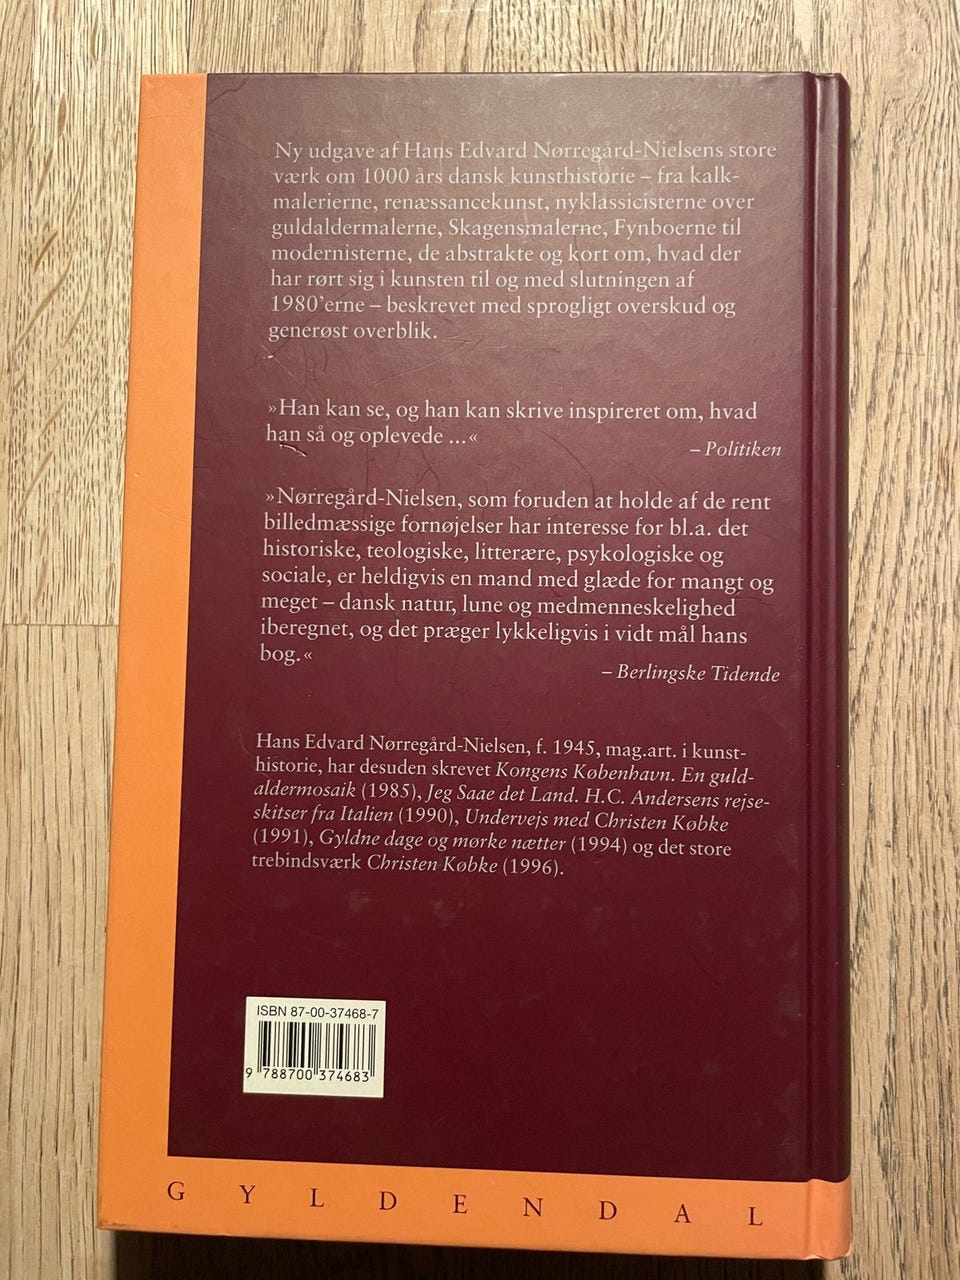 Ny udgave af Hans Edvard Nørregård-Nielsens store
værk om 1000 års dansk kunsthistorie – fra kalk-
malerierne, renæssancekunst, nyklassicisterne over
guldaldermalerne, Skagensmalerne, Fynboerne til
modernisterne, de abstrakte og kort om, hvad der
har rørt sig i kunsten til og med slutningen af
1980'erne – beskrevet med sprogligt overskud og
generøst overblik.
»Han kan se, og han kan skrive inspireret om, hvad
han så og oplevede ...«
– Politiken
»Nørregård-Nielsen, som foruden at holde af de rent
billedmæssige fornøjelser har interesse for bl.a. det
historiske, teologiske, litterære, psykologiske og
sociale, er heldigvis en mand med glæde for mangt og
meget – dansk natur, lune og medmenneskelighed
iberegnet, og det præger lykkeligvis i vidt mål hans
bog.«
– Berlingske Tidende
Hans Edvard Nørregård-Nielsen, f. 1945, mag.art. i kunst-
historie, har desuden skrevet Kongens København. En guld-
aldermosaik (1985), Jeg Saae det Land. H.C. Andersens rejse-
skitser fra Italien (1990), Undervejs med Christen Købke
(1991), Gyldne dage og mørke nætter (1994) og det store
trebindsværk Christen Købke (1996).
ISBN 87-00-37468-7
9 788700 374683
GYLDENDAL